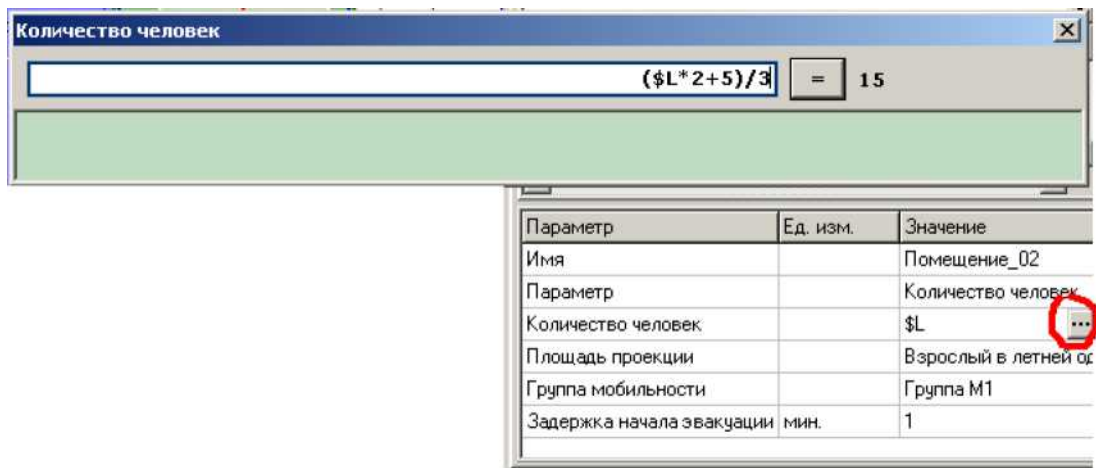 Количество человек
($L*2+5)/3 = 15
Параметр Ед. изм. Значение
Имя Помещение_02
Параметр Количество человек
Количество человек $L ...
Площадь проекции Взрослый в летней
Группа мобильности Группа М1
Задержка начала эвакуации мин. 1